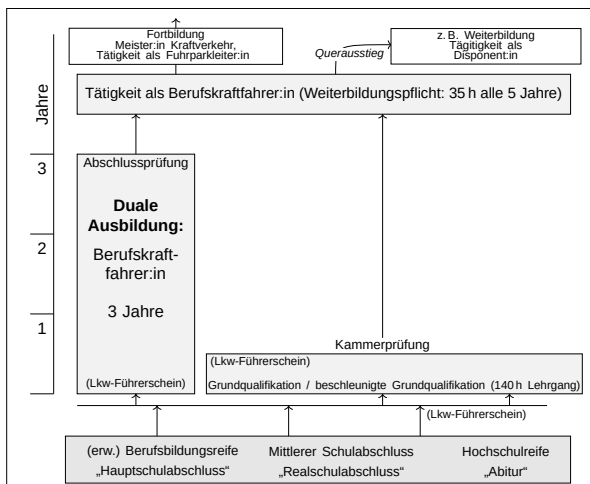 Fortbildung
Meister:in Kraftverkehr,
Tätigkeit als Fuhrparkleiter:in
Querausstieg
z. B. Weiterbildung
Tägitigkeit als
Disponent:in
Tätigkeit als Berufskraftfahrer:in (Weiterbildungspflicht: 35 h alle 5 Jahre)
Jahre
3
2
1
Abschlussprüfung
Duale
Ausbildung:
Berufskraft-
fahrer:in
3 Jahre
(Lkw-Führerschein)
Kammerprüfung
(Lkw-Führerschein)
Grundqualifikation / beschleunigte Grundqualifikation (140 h Lehrgang)
(Lkw-Führerschein)
(erw.) Berufsbildungsreife
„Hauptschulabschluss“
Mittlerer Schulabschluss
„Realschulabschluss“
Hochschulreife
„Abitur“